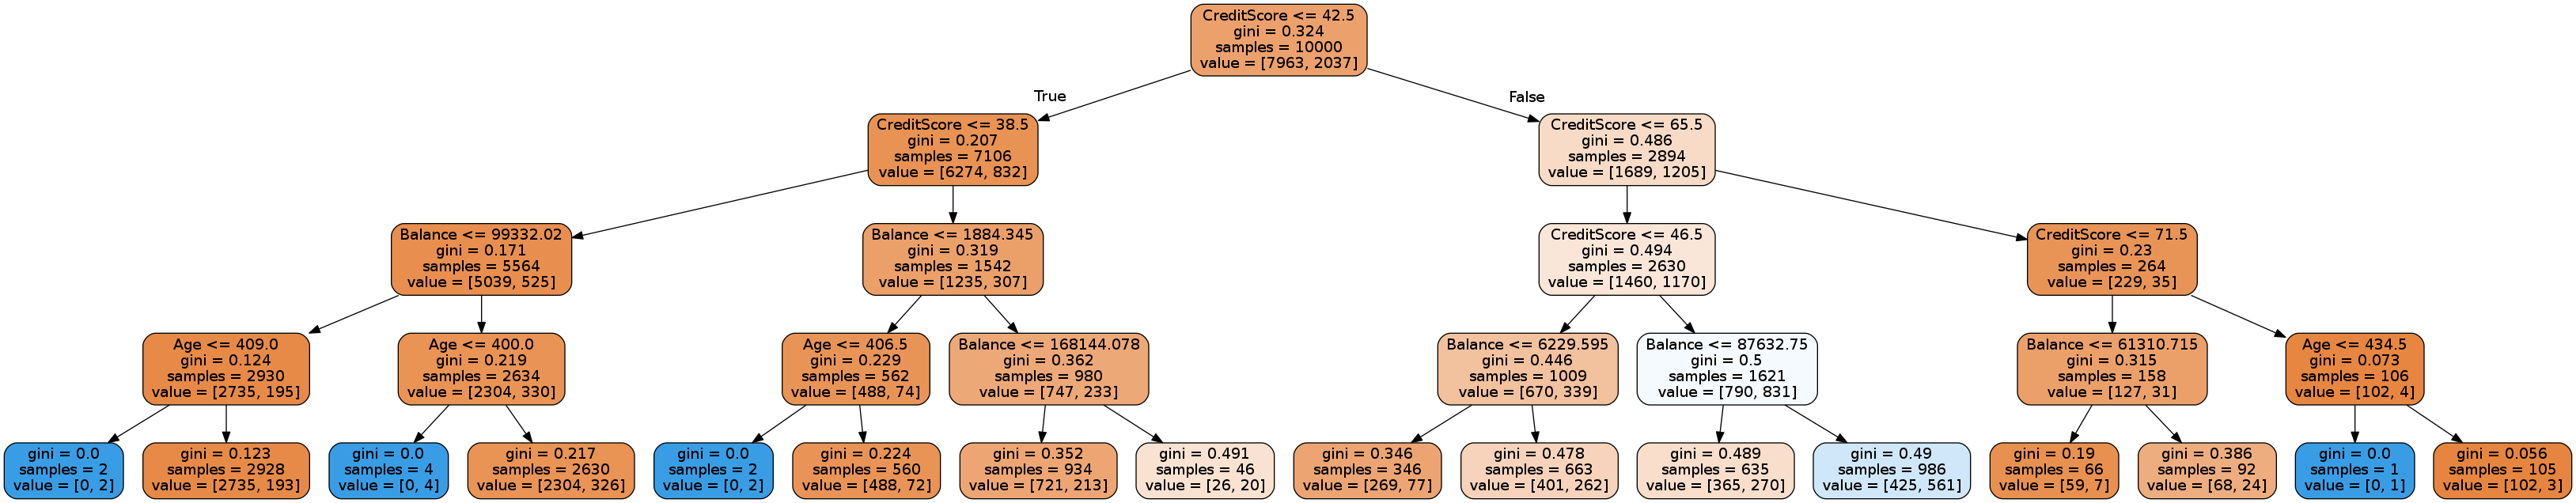 CreditScore <= 42.5
gini = 0.324
samples = 10000
value = [7963, 2037]
True
False
CreditScore <= 38.5
gini = 0.207
samples = 7106
value = [6274, 832]
CreditScore <= 65.5
gini = 0.486
samples = 2894
value = [1689, 1205]
Balance <= 99332.02
gini = 0.171
samples = 5564
value = [5039, 525]
Balance <= 1884.345
gini = 0.319
samples = 1542
value = [1235, 307]
CreditScore <= 46.5
gini = 0.494
samples = 2630
value = [1460, 1170]
CreditScore <= 71.5
gini = 0.23
samples = 264
value = [229, 35]
Age <= 409.0
gini = 0.124
samples = 2930
value = [2735, 195]
Age <= 400.0
gini = 0.219
samples = 2634
value = [2304, 330]
Age <= 406.5
gini = 0.229
samples = 562
value = [488, 74]
Balance <= 168144.078
gini = 0.362
samples = 980
value = [747, 233]
Balance <= 6229.595
gini = 0.446
samples = 1009
value = [670, 339]
Balance <= 87632.75
gini = 0.5
samples = 1621
value = [790, 831]
Balance <= 61310.715
gini = 0.315
samples = 158
value = [127, 31]
Age <= 434.5
gini = 0.073
samples = 106
value = [102, 4]
gini = 0.0
samples = 2
value = [0, 2]
gini = 0.123
samples = 2928
value = [2735, 193]
gini = 0.0
samples = 4
value = [0, 4]
gini = 0.217
samples = 2630
value = [2304, 326]
gini = 0.0
samples = 2
value = [0, 2]
gini = 0.224
samples = 560
value = [488, 72]
gini = 0.352
samples = 934
value = [721, 213]
gini = 0.491
samples = 46
value = [26, 20]
gini = 0.346
samples = 346
value = [269, 77]
gini = 0.478
samples = 663
value = [401, 262]
gini = 0.489
samples = 635
value = [365, 270]
gini = 0.49
samples = 986
value = [425, 561]
gini = 0.19
samples = 66
value = [59, 7]
gini = 0.386
samples = 92
value = [68, 24]
gini = 0.0
samples = 1
value = [0, 1]
gini = 0.056
samples = 105
value = [102, 3]